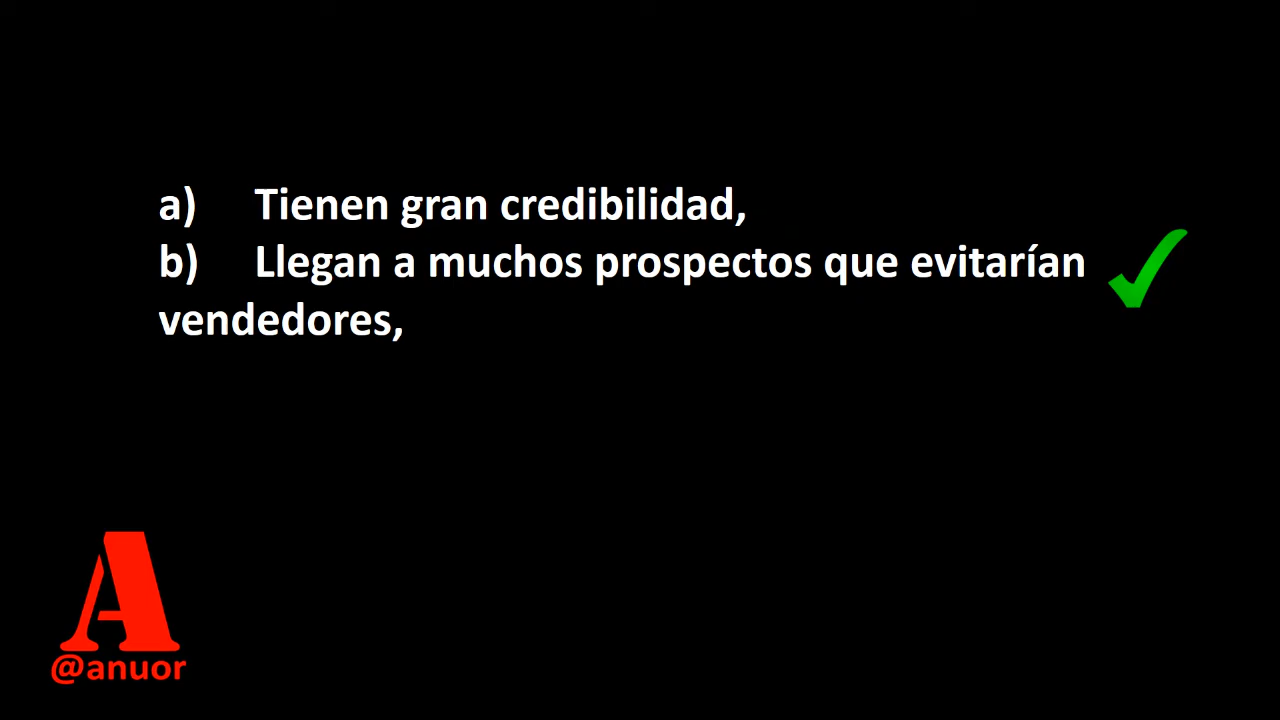 a) Tienen gran credibilidad,
b) Llegan a muchos prospectos que evitarían
vendedores,
A
@anuor